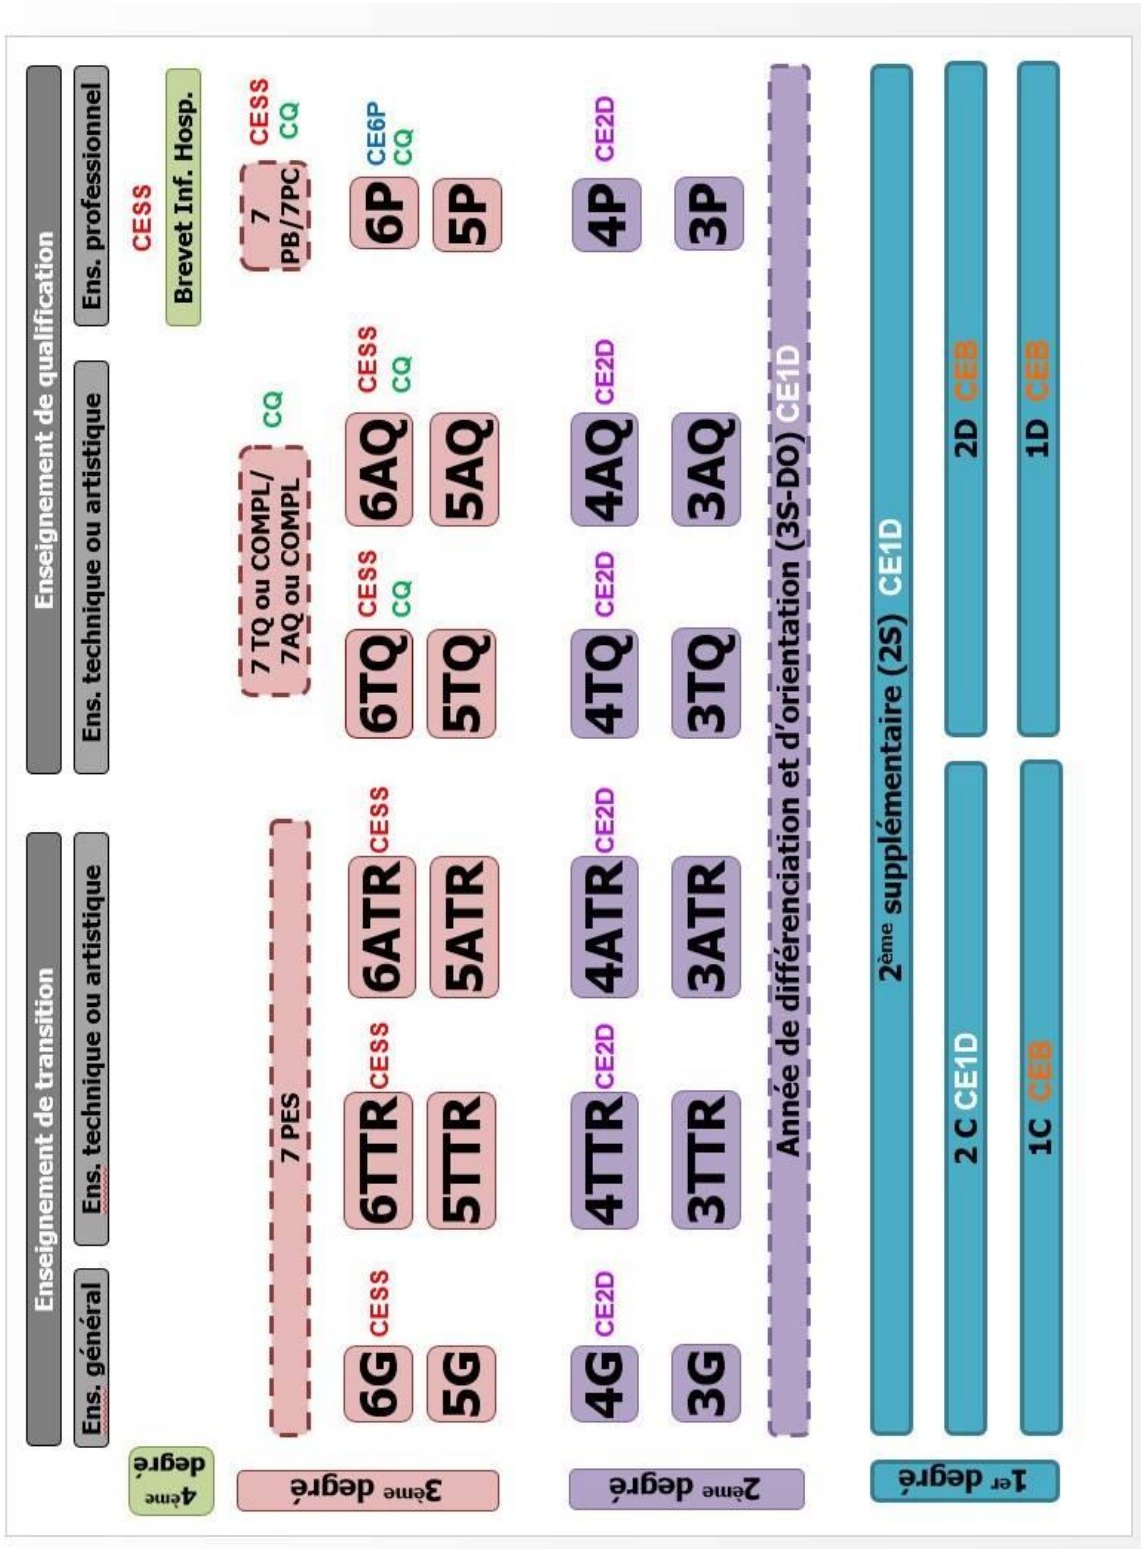 Enseignement de transition
Enseignement de qualification
Ens. général
Ens. technique ou artistique
Ens. technique ou artistique
Ens. professionnel
4ème
degré
CESS
Brevet Inf. Hosp.
3ème degré
7 PES
7 TQ ou COMPL/
7AQ ou COMPL
CQ
7
PB/7PC
CESS
CQ
6G CESS
6TTR CESS
6ATR CESS
6TQ
CESS
CQ
6AQ
CESS
CQ
6P
CE6P
CQ
5G
5TTR
5ATR
5TQ
5AQ
5P
2ème degré
4G CE2D
4TTR CE2D
4ATR CE2D
4TQ CE2D
4AQ CE2D
4P CE2D
3G
3TTR
3ATR
3TQ
3AQ
3P
Année de différenciation et d’orientation (3S-DO) CE1D
1er degré
2ème supplémentaire (2S) CE1D
2 C CE1D
2D CEB
1C CEB
1D CEB